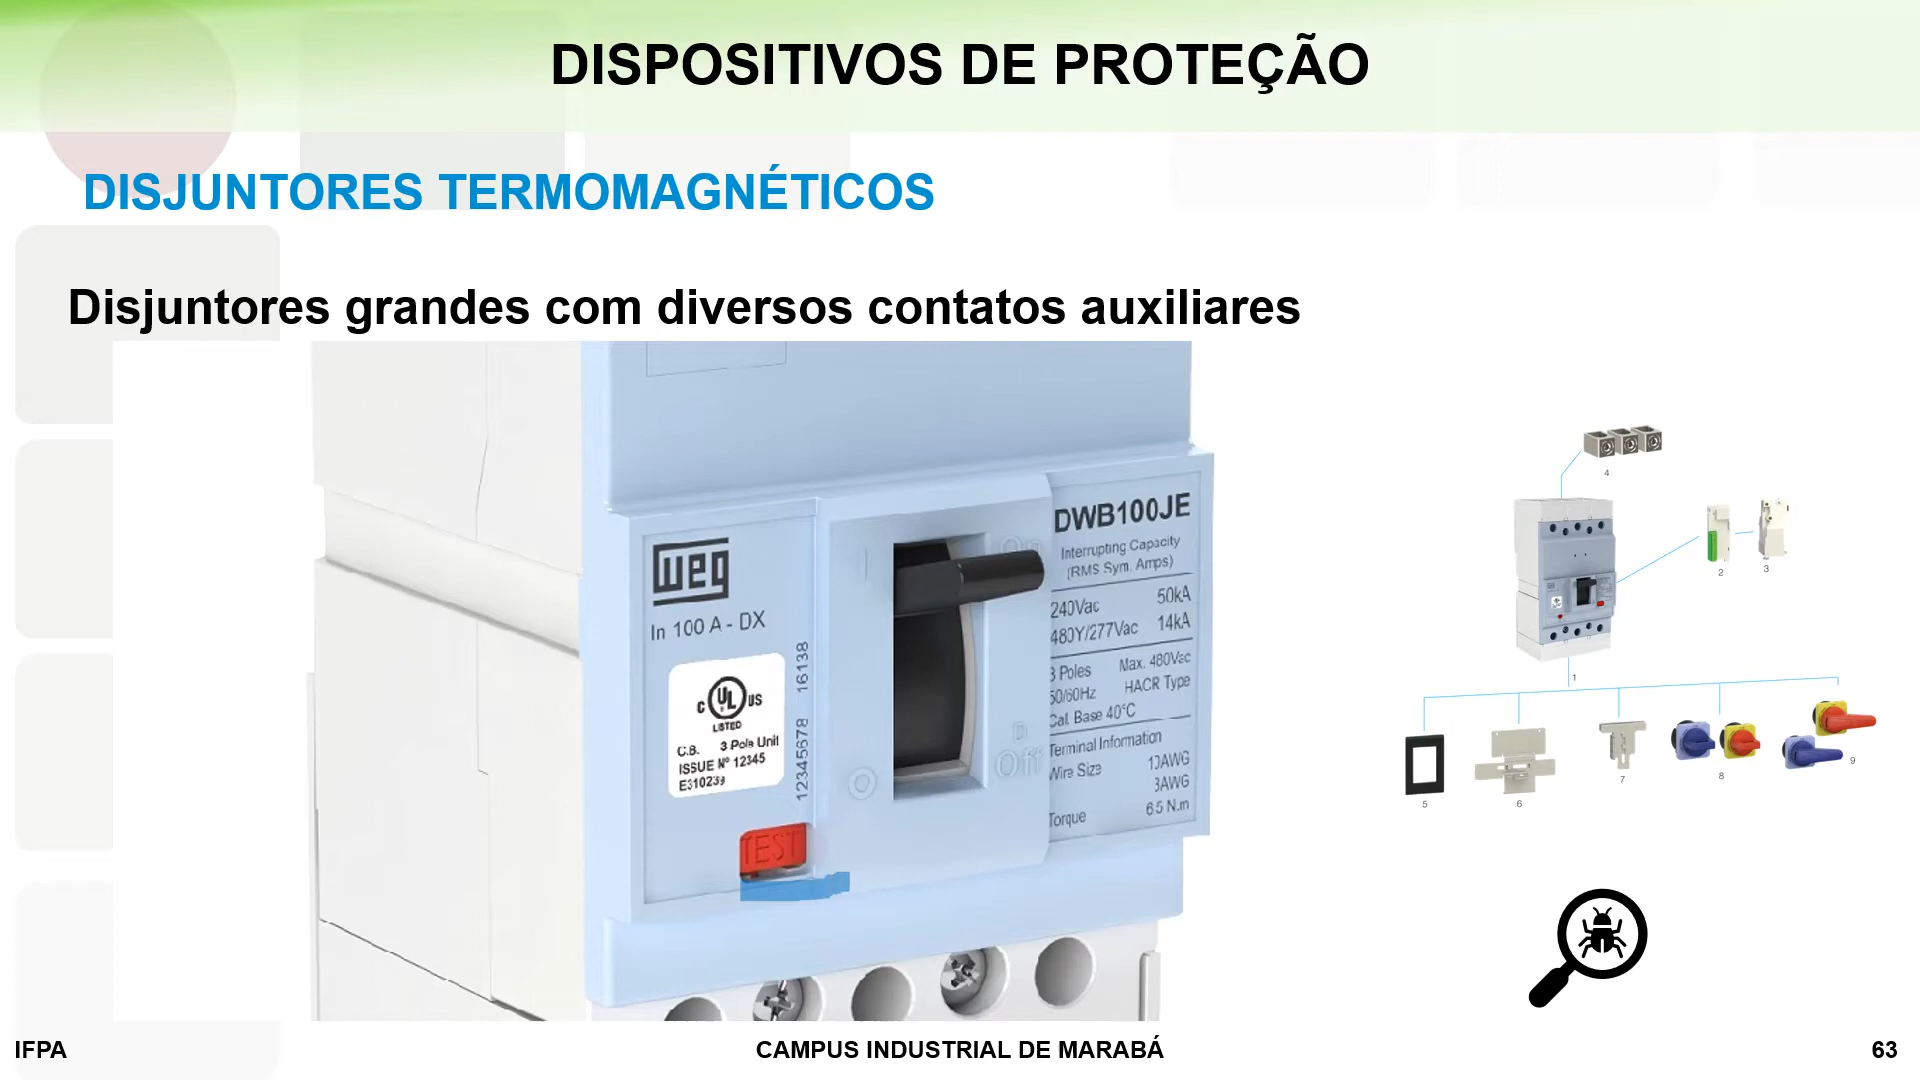 DISPOSITIVOS DE PROTEÇÃO
DISJUNTORES TERMOMAGNÉTICOS
Disjuntores grandes com diversos contatos auxiliares
WEG
In 100 A - DX
C UL US
LISTED
C.B. 3 Pole Unit
ISSUE Nº 12345
E310239
12345678 16138
TEST
I
On
O
Off
DWB100JE
Interrupting Capacity
(RMS Sym. Amps)
240Vac 50kA
480Y/277Vac 14kA
3 Poles Max. 480Vac
50/60Hz HACR Type
Cal. Base 40°C
Terminal Information
Wire Size 10AWG
3AWG
Torque 6.5 N.m
4
2
3
1
5
6
7
8
9
IFPA
CAMPUS INDUSTRIAL DE MARABÁ
63